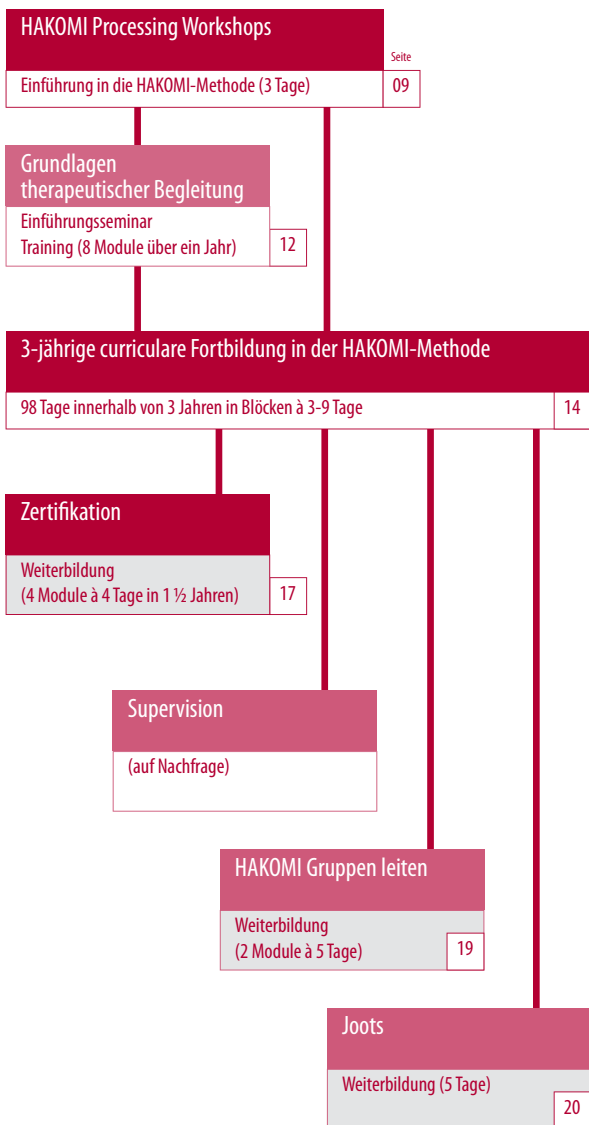 HAKOMI Processing Workshops
Seite
Einführung in die HAKOMI-Methode (3 Tage)
09
Grundlagen
therapeutischer Begleitung
Einführungsseminar
Training (8 Module über ein Jahr)
12
3-jährige curriculare Fortbildung in der HAKOMI-Methode
98 Tage innerhalb von 3 Jahren in Blöcken à 3-9 Tage
14
Zertifikation
Weiterbildung
(4 Module à 4 Tage in 1 ½ Jahren)
17
Supervision
(auf Nachfrage)
HAKOMI Gruppen leiten
Weiterbildung
(2 Module à 5 Tage)
19
Joots
Weiterbildung (5 Tage)
20